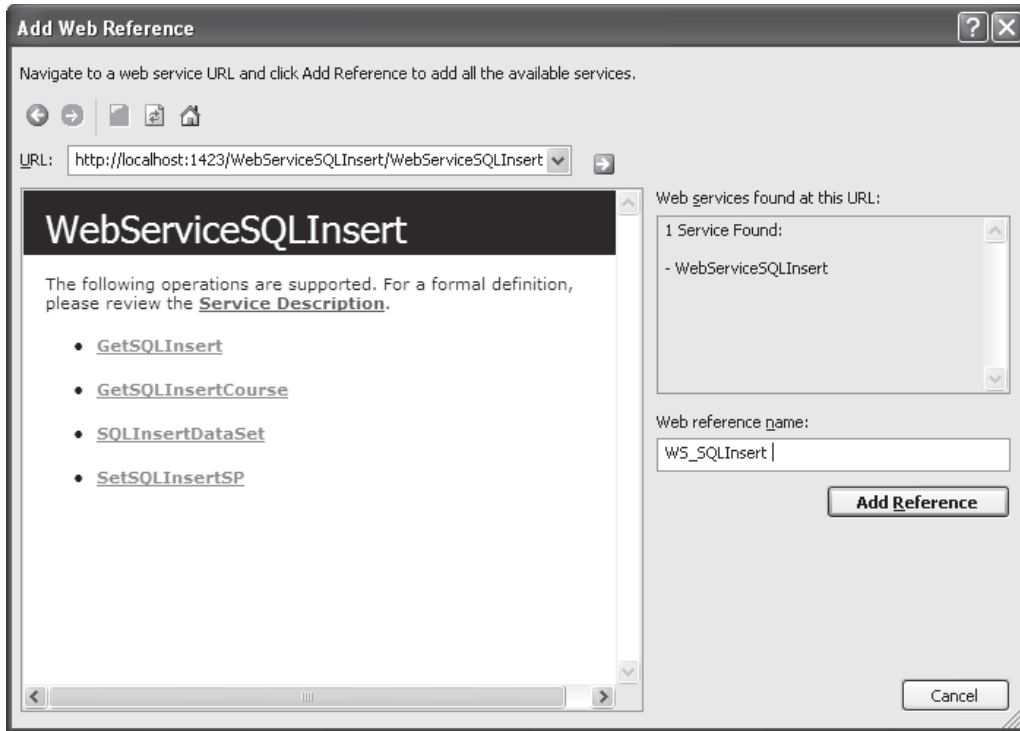 Add Web Reference
Navigate to a web service URL and click Add Reference to add all the available services.
URL: http://localhost:1423/WebServiceSQLInsert/WebServiceSQLInsert
WebServiceSQLInsert
The following operations are supported. For a formal definition,
please review the Service Description.
• GetSQLInsert
• GetSQLInsertCourse
• SQLInsertDataSet
• SetSQLInsertSP
Web services found at this URL:
1 Service Found:
- WebServiceSQLInsert
Web reference name:
WS_SQLInsert
Add Reference
Cancel